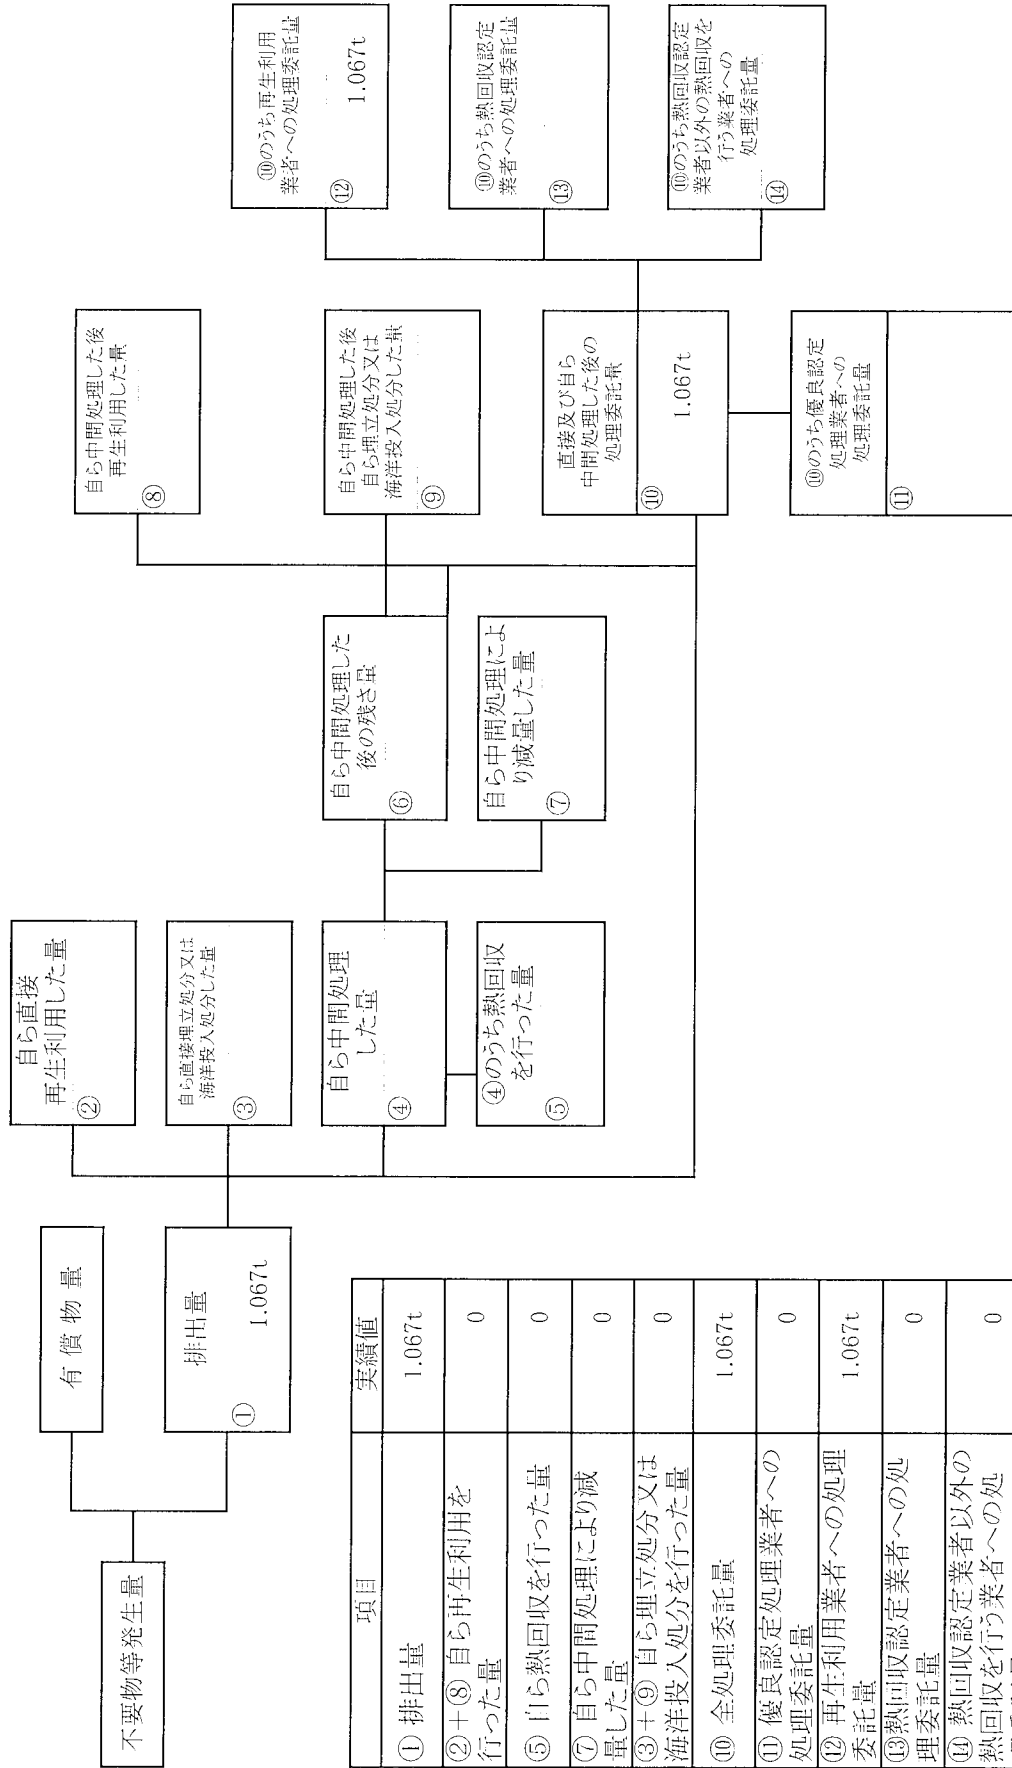 不要物等発生量
有償物量
排出量
①
1.067t
自ら直接
再生利用した量
②
自ら直接埋立処分又は
海洋投入処分した量
③
自ら中間処理
した量
④
④のうち熱回収
を行った量
⑤
自ら中間処理した
後の残さ量
⑥
自ら中間処理によ
り減量した量
⑦
自ら中間処理した後
再生利用した量
⑧
自ら中間処理した後
自ら埋立処分又は
海洋投入処分した量
⑨
直接及び自ら
中間処理した後の
処理委託量
⑩
1.067t
⑩のうち優良認定
処理業者への
処理委託量
⑪
⑩のうち再生利用
業者への処理委託量
⑫
1.067t
⑩のうち熱回収認定
業者への処理委託量
⑬
⑩のうち熱回収認定
業者以外の熱回収を
行う業者への
処理委託量
⑭
項目 実績値
①排出量 1.067t
②+⑧ 自ら再生利用を
行った量 0
⑤ 自ら熱回収を行った量 0
⑦ 自ら中間処理により減
量した量 0
③+⑨ 自ら埋立処分又は
海洋投入処分を行った量 0
⑩ 全処理委託量 1.067t
⑪ 優良認定処理業者への
処理委託量 0
⑫ 再生利用業者への処理
委託量 1.067t
⑬熱回収認定業者への処
理委託量 0
⑭ 熱回収認定業者以外の
熱回収を行う業者への処 0